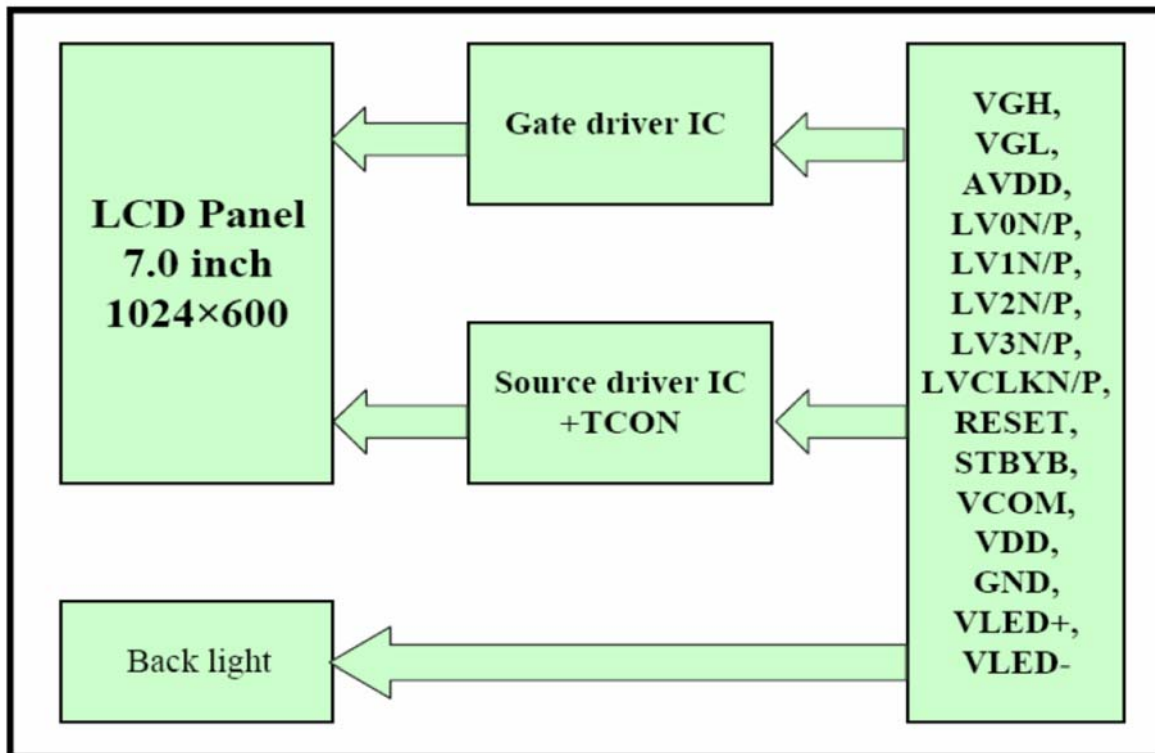 LCD Panel
7.0 inch
1024×600
Gate driver IC
Source driver IC
+TCON
Back light
VGH,
VGL,
AVDD,
LV0N/P,
LV1N/P,
LV2N/P,
LV3N/P,
LVCLKN/P,
RESET,
STBYB,
VCOM,
VDD,
GND,
VLED+,
VLED-